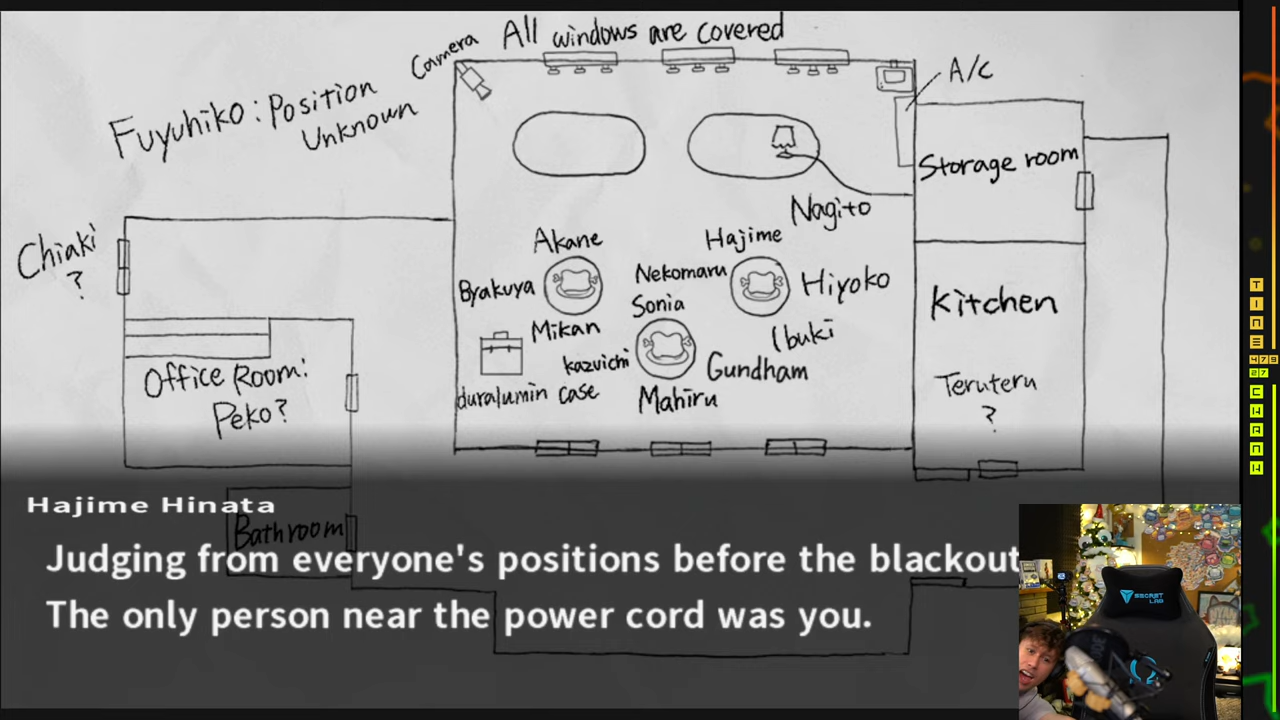 All windows are covered
Camera
Fuyuhiko: Position
Unknown
A/C
Storage room
Nagito
Chiaki
?
Akane
Hajime
Byakuya
Nekomaru
Hiyoko
Sonia
Kitchen
Mikan
Ibuki
kazuichi
Gundham
Office Room:
Peko?
duralumin case
Mahiru
Teruteru
?
Hajime Hinata
Bathroom
Judging from everyone's positions before the blackout
The only person near the power cord was you.
SECRET
LAB